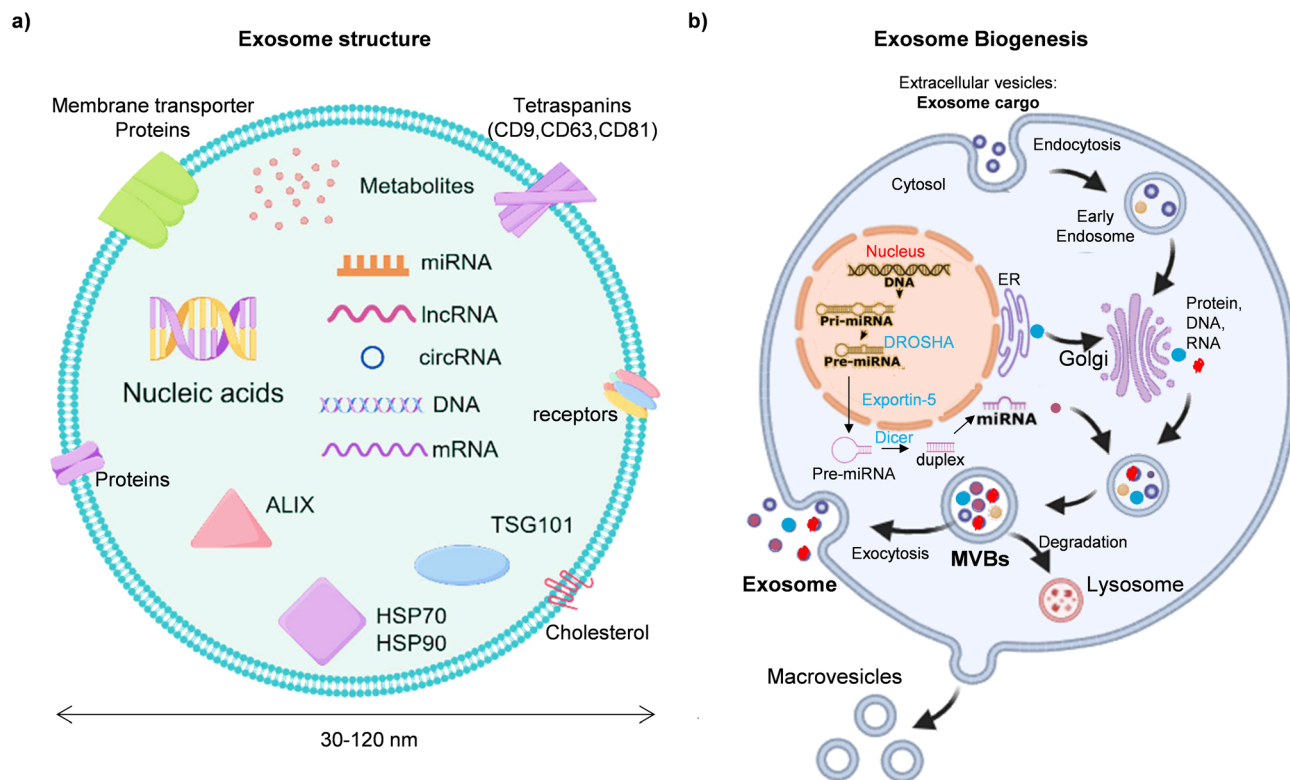 a)
Exosome structure
Membrane transporter
Proteins
Tetraspanins
(CD9,CD63,CD81)
Metabolites
miRNA
lncRNA
circRNA
DNA
mRNA
Nucleic acids
receptors
Proteins
ALIX
TSG101
HSP70
HSP90
Cholesterol
30-120 nm
b)
Exosome Biogenesis
Extracellular vesicles:
Exosome cargo
Endocytosis
Cytosol
Early
Endosome
Nucleus
DNA
Pri-miRNA
DROSHA
Pre-miRNA
ER
Golgi
Protein,
DNA,
RNA
Exportin-5
Dicer
miRNA
Pre-miRNA
duplex
Exocytosis
MVBs
Degradation
Exosome
Lysosome
Macrovesicles